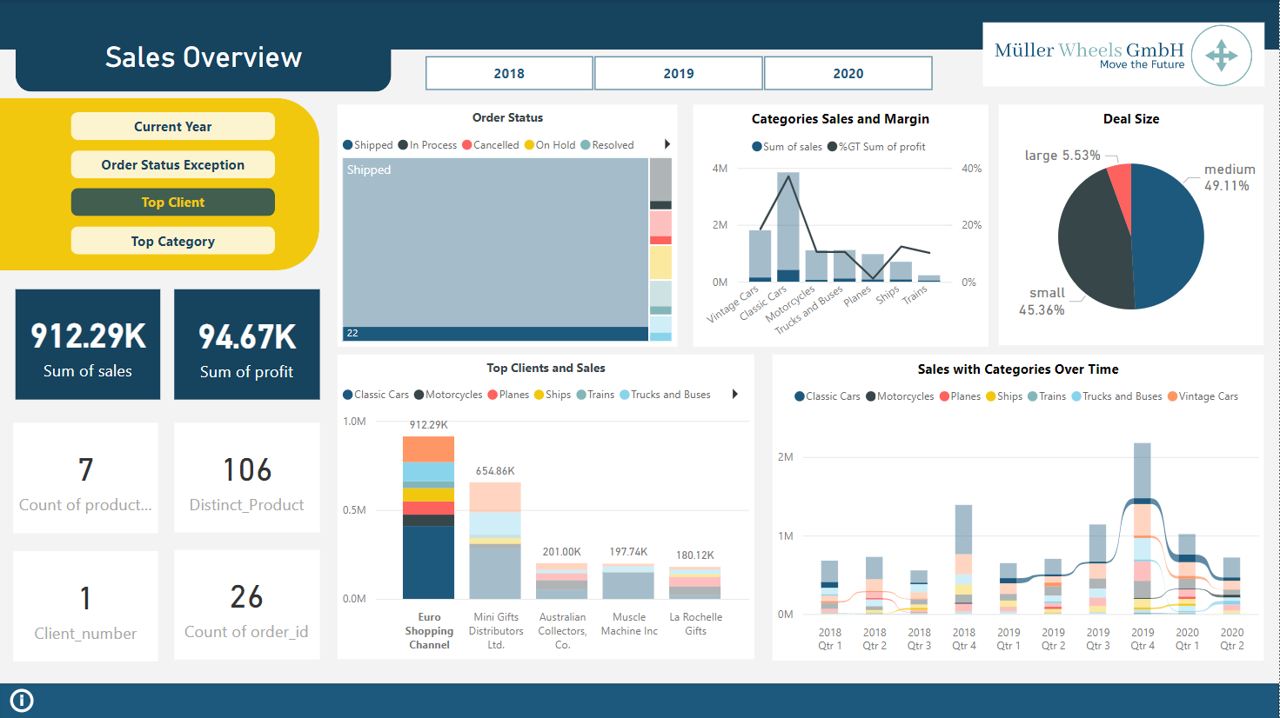 Sales Overview
2018
2019
2020
Müller Wheels GmbH
Move the Future
Current Year
Order Status Exception
Top Client
Top Category
912.29K
Sum of sales
94.67K
Sum of profit
7
Count of product...
106
Distinct_Product
1
Client_number
26
Count of order_id
Order Status
Shipped In Process Cancelled On Hold Resolved
Shipped
22
Categories Sales and Margin
Sum of sales %GT Sum of profit
4M
2M
0M
40%
20%
0%
Vintage Cars
Classic Cars
Motorcycles
Trucks and Buses
Planes
Ships
Trains
Deal Size
large 5.53%
medium
49.11%
small
45.36%
Top Clients and Sales
Classic Cars Motorcycles Planes Ships Trains Trucks and Buses
1.0M
0.5M
0.0M
912.29K
654.86K
201.00K
197.74K
180.12K
Euro
Shopping
Channel
Mini Gifts
Distributors
Ltd.
Australian
Collectors,
Co.
Muscle
Machine Inc
La Rochelle
Gifts
Sales with Categories Over Time
Classic Cars Motorcycles Planes Ships Trains Trucks and Buses Vintage Cars
2M
1M
0M
2018
Qtr 1
2018
Qtr 2
2018
Qtr 3
2018
Qtr 4
2019
Qtr 1
2019
Qtr 2
2019
Qtr 3
2019
Qtr 4
2020
Qtr 1
2020
Qtr 2